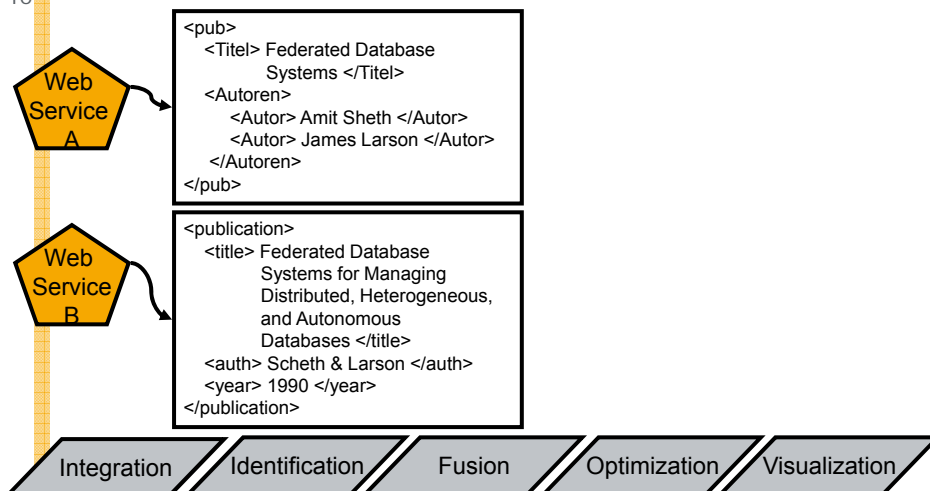 Web
Service
A
<pub>
<Titel> Federated Database
Systems </Titel>
<Autoren>
<Autor> Amit Sheth </Autor>
<Autor> James Larson </Autor>
</Autoren>
</pub>
Web
Service
B
<publication>
<title> Federated Database
Systems for Managing
Distributed, Heterogeneous,
and Autonomous
Databases </title>
<auth> Scheth & Larson </auth>
<year> 1990 </year>
</publication>
Integration
Identification
Fusion
Optimization
Visualization